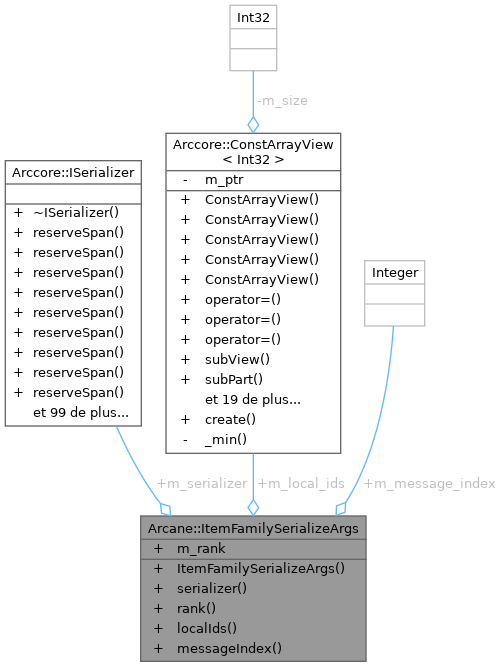 Int32
-m_size
Arccore::ConstArrayView
< Int32 >
- m_ptr
+ ConstArrayView()
+ ConstArrayView()
+ ConstArrayView()
+ ConstArrayView()
+ ConstArrayView()
+ operator=()
+ operator=()
+ operator=()
+ subView()
+ subPart()
et 19 de plus...
+ create()
- _min()
Arccore::ISerializer
+ ~ISerializer()
+ reserveSpan()
+ reserveSpan()
+ reserveSpan()
+ reserveSpan()
+ reserveSpan()
+ reserveSpan()
+ reserveSpan()
+ reserveSpan()
+ reserveSpan()
et 99 de plus...
Integer
+m_serializer
+m_local_ids
+m_message_index
Arcane::ItemFamilySerializeArgs
+ m_rank
+ ItemFamilySerializeArgs()
+ serializer()
+ rank()
+ localIds()
+ messageIndex()